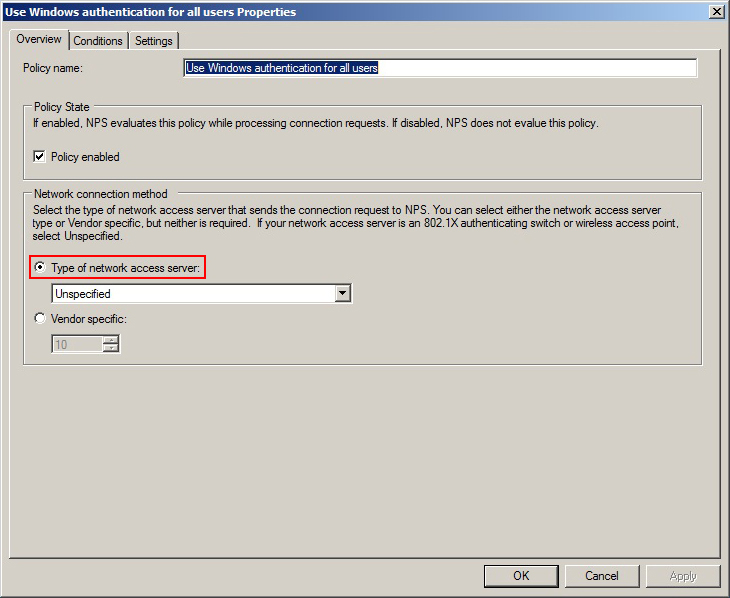 Use Windows authentication for all users Properties
Overview Conditions Settings
Policy name: Use Windows authentication for all users
Policy State
If enabled, NPS evaluates this policy while processing connection requests. If disabled, NPS does not evalue this policy.
Policy enabled
Network connection method
Select the type of network access server that sends the connection request to NPS. You can select either the network access server
type or Vendor specific, but neither is required. If your network access server is an 802.1X authenticating switch or wireless access point,
select Unspecified.
Type of network access server:
Unspecified
Vendor specific:
10
OK Cancel Apply